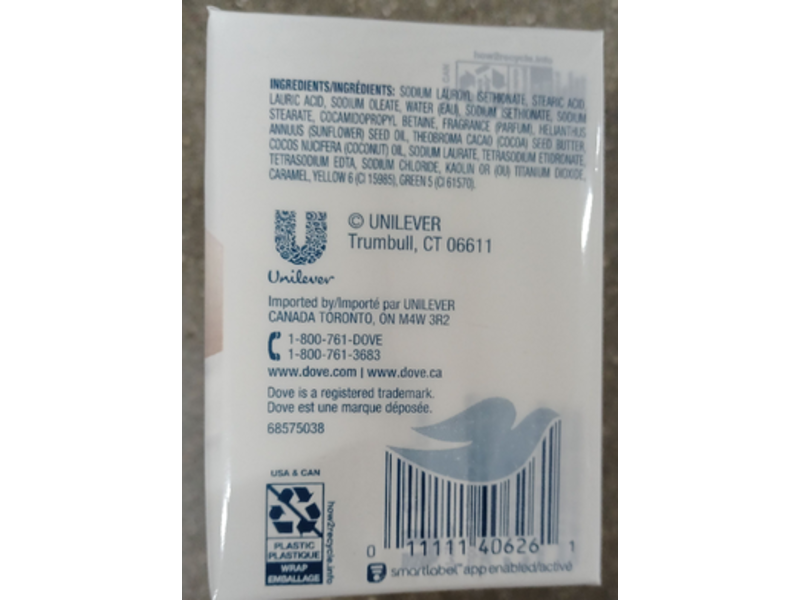 how2recycle.info
INGREDIENTS/INGRÉDIENTS: SODIUM LAUROYL ISETHIONATE, STEARIC ACID,
LAURIC ACID, SODIUM OLEATE, WATER (EAU), SODIUM ISETHIONATE, SODIUM
STEARATE, COCAMIDOPROPYL BETAINE, FRAGRANCE (PARFUM), HELIANTHUS
ANNUUS (SUNFLOWER) SEED OIL, THEOBROMA CACAO (COCOA) SEED BUTTER,
COCOS NUCIFERA (COCONUT) OIL, SODIUM LAURATE, TETRASODIUM ETIDRONATE,
TETRASODIUM EDTA, SODIUM CHLORIDE, KAOLIN OR (OU) TITANIUM DIOXIDE,
CARAMEL, YELLOW 6 (CI 15985), GREEN 5 (CI 61570).
© UNILEVER
Trumbull, CT 06611
Unilever
Imported by/Importé par UNILEVER
CANADA TORONTO, ON M4W 3R2
1-800-761-DOVE
1-800-761-3683
www.dove.com | www.dove.ca
Dove is a registered trademark.
Dove est une marque déposée.
68575038
USA & CAN
how2recycle.info
PLASTIC
PLASTIQUE
WRAP
EMBALLAGE
0 11111 40626 1
smartlabel™ app enabled/activé